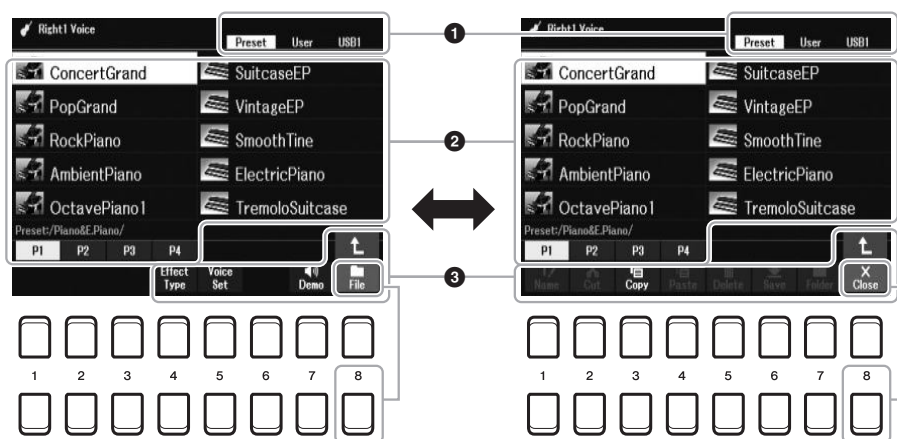 Right1 Voice
Preset User USB1
ConcertGrand SuitcaseEP
PopGrand VintageEP
RockPiano SmoothTine
AmbientPiano ElectricPiano
OctavePiano1 TremoloSuitcase
Preset:/Piano&E.Piano/
P1 P2 P3 P4
Effect Type Voice Set Demo File
1 2 3 4 5 6 7 8
1
2
3
Right1 Voice
Preset User USB1
ConcertGrand SuitcaseEP
PopGrand VintageEP
RockPiano SmoothTine
AmbientPiano ElectricPiano
OctavePiano1 TremoloSuitcase
Preset:/Piano&E.Piano/
P1 P2 P3 P4
Name Cut Copy Paste Delete Save Folder Close
1 2 3 4 5 6 7 8